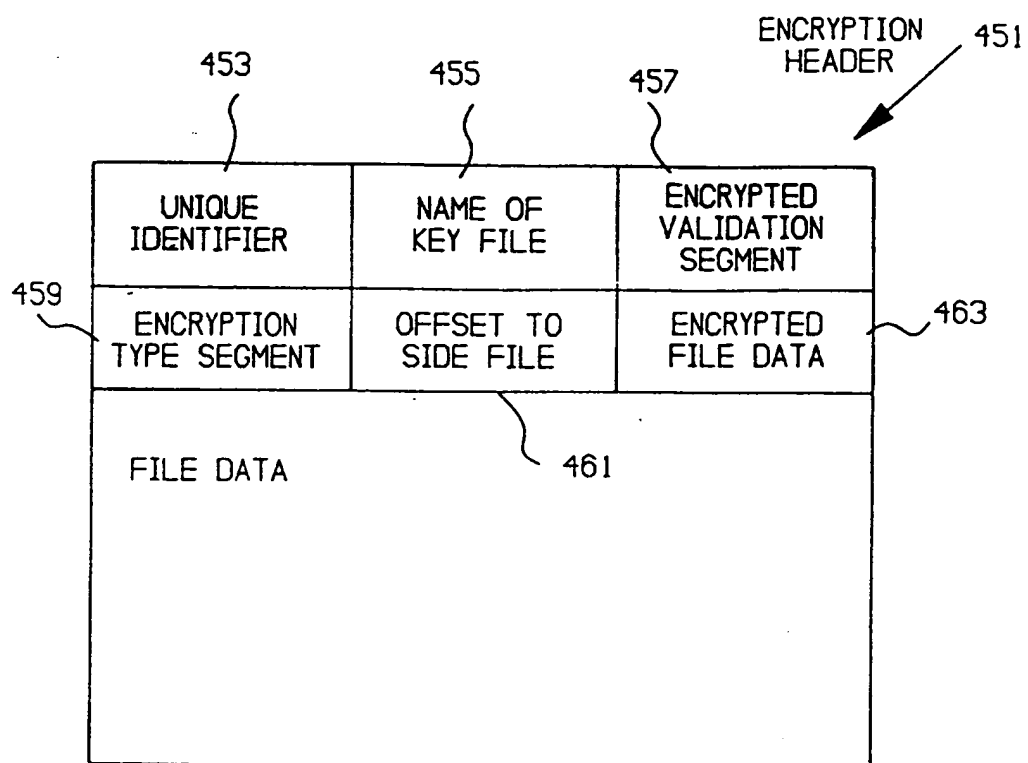 ENCRYPTION
HEADER
451
453
455
457
UNIQUE
IDENTIFIER
NAME OF
KEY FILE
ENCRYPTED
VALIDATION
SEGMENT
459
ENCRYPTION
TYPE SEGMENT
OFFSET TO
SIDE FILE
ENCRYPTED
FILE DATA
463
461
FILE DATA